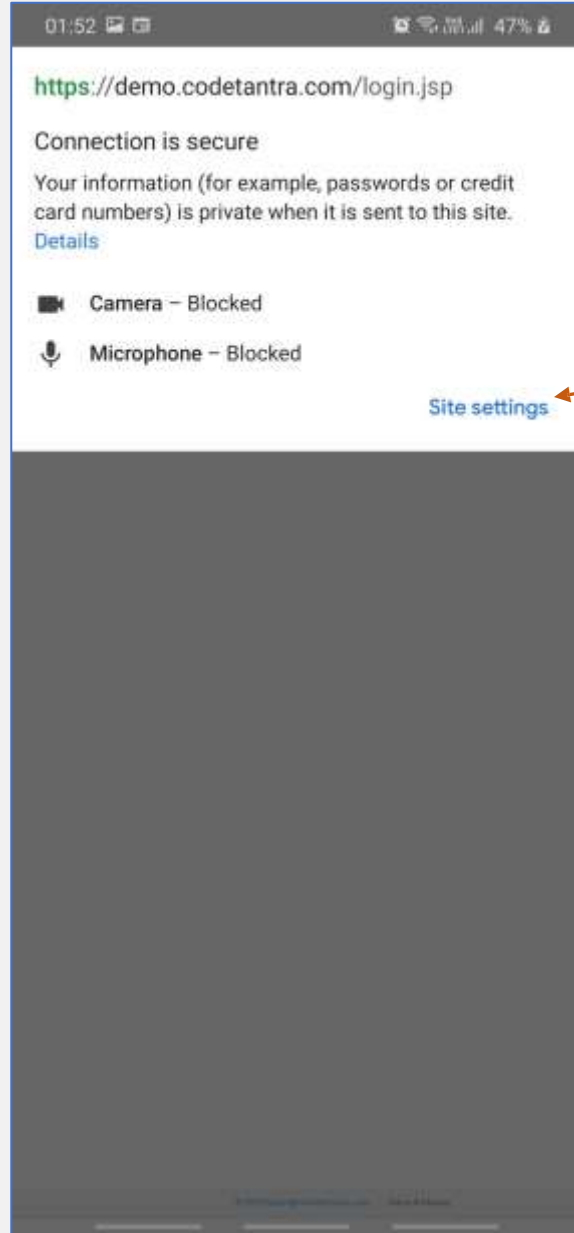 01:52 47%
https://demo.codetantra.com/login.jsp
Connection is secure
Your information (for example, passwords or credit
card numbers) is private when it is sent to this site.
Details
Camera – Blocked
Microphone – Blocked
Site settings